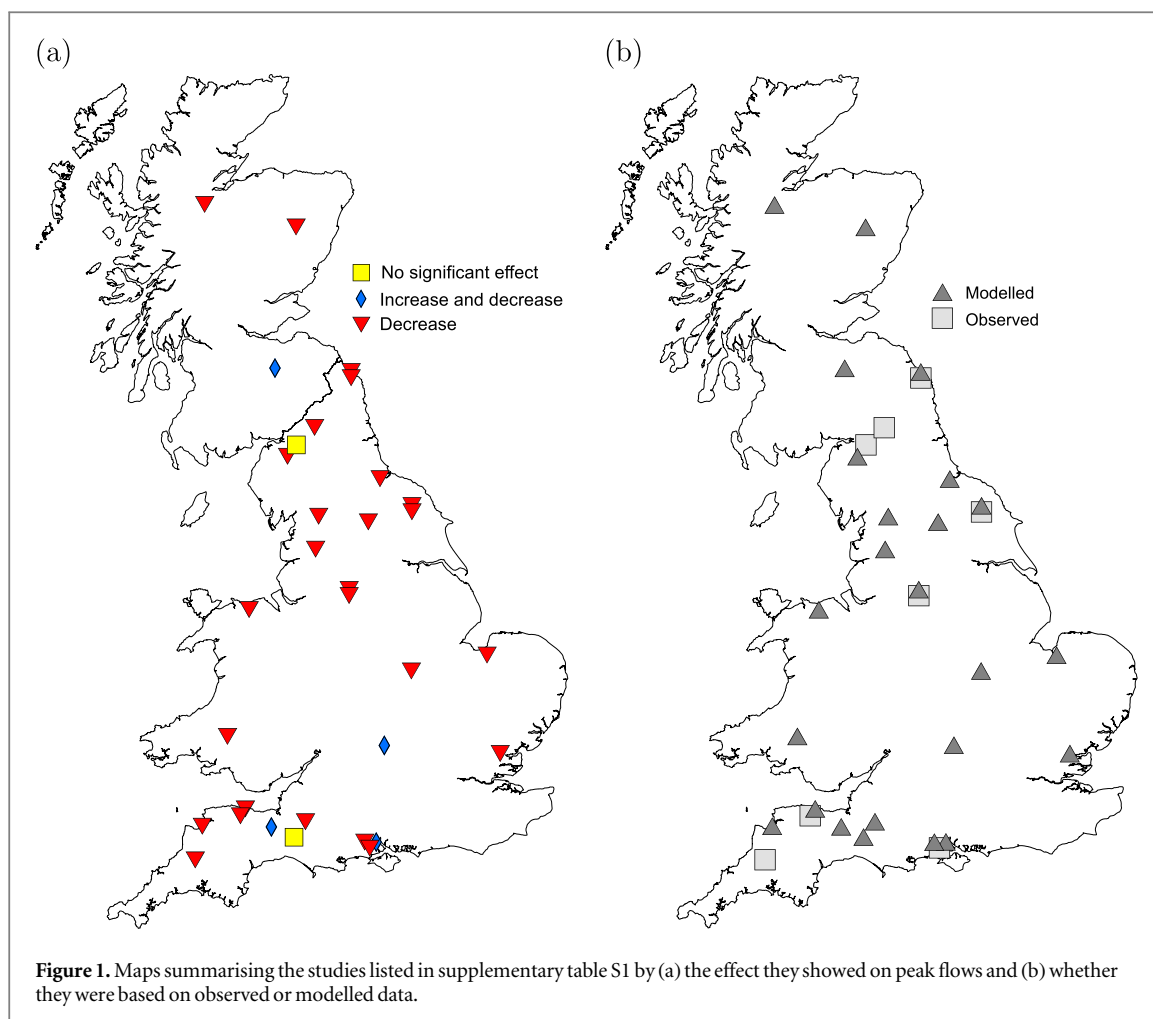 (a)
(b)
No significant effect
Increase and decrease
Decrease
Modelled
Observed
Figure 1. Maps summarising the studies listed in supplementary table S1 by (a) the effect they showed on peak flows and (b) whether
they were based on observed or modelled data.